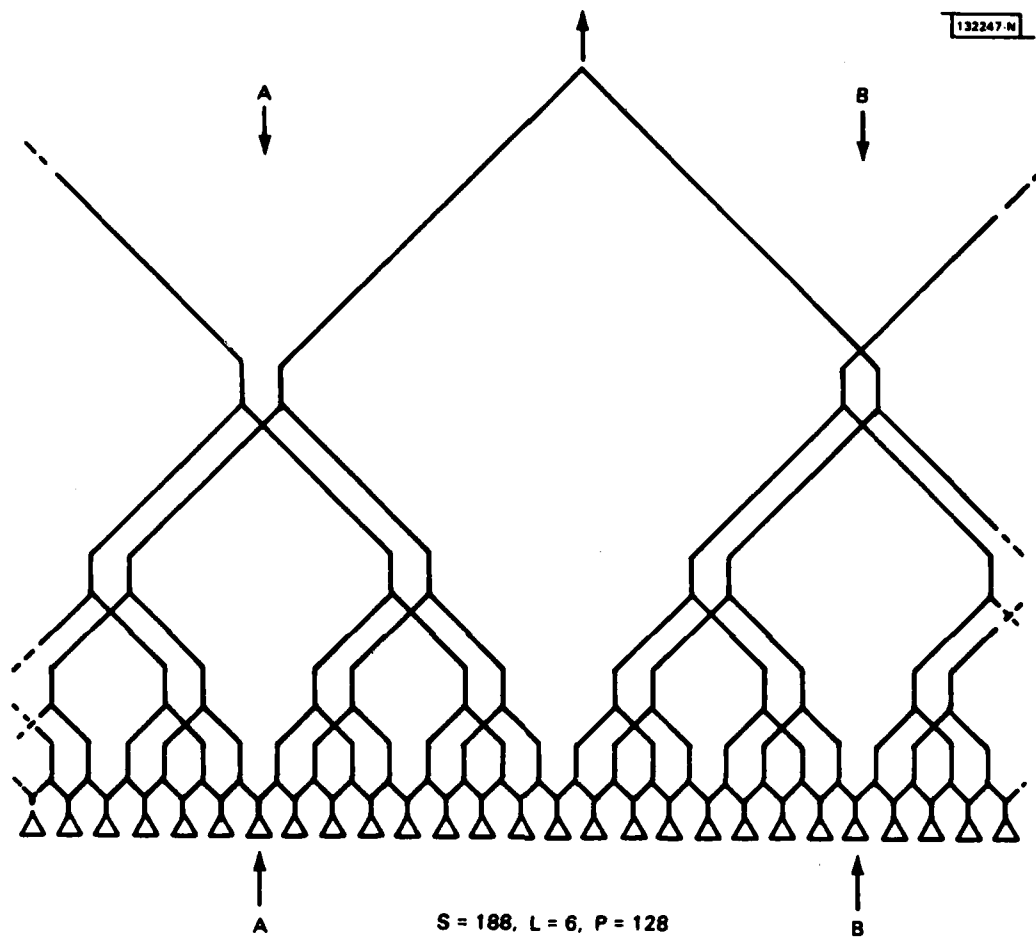 132247-N
A
B
A
S = 188, L = 6, P = 128
B